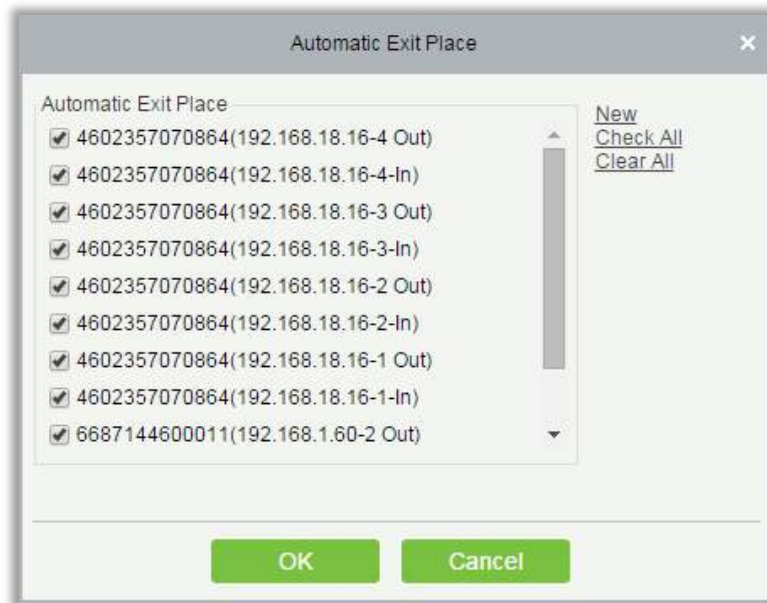 Automatic Exit Place
Automatic Exit Place
4602357070864(192.168.18.16-4 Out)
4602357070864(192.168.18.16-4-In)
4602357070864(192.168.18.16-3 Out)
4602357070864(192.168.18.16-3-In)
4602357070864(192.168.18.16-2 Out)
4602357070864(192.168.18.16-2-In)
4602357070864(192.168.18.16-1 Out)
4602357070864(192.168.18.16-1-In)
6687144600011(192.168.1.60-2 Out)
New
Check All
Clear All
OK
Cancel